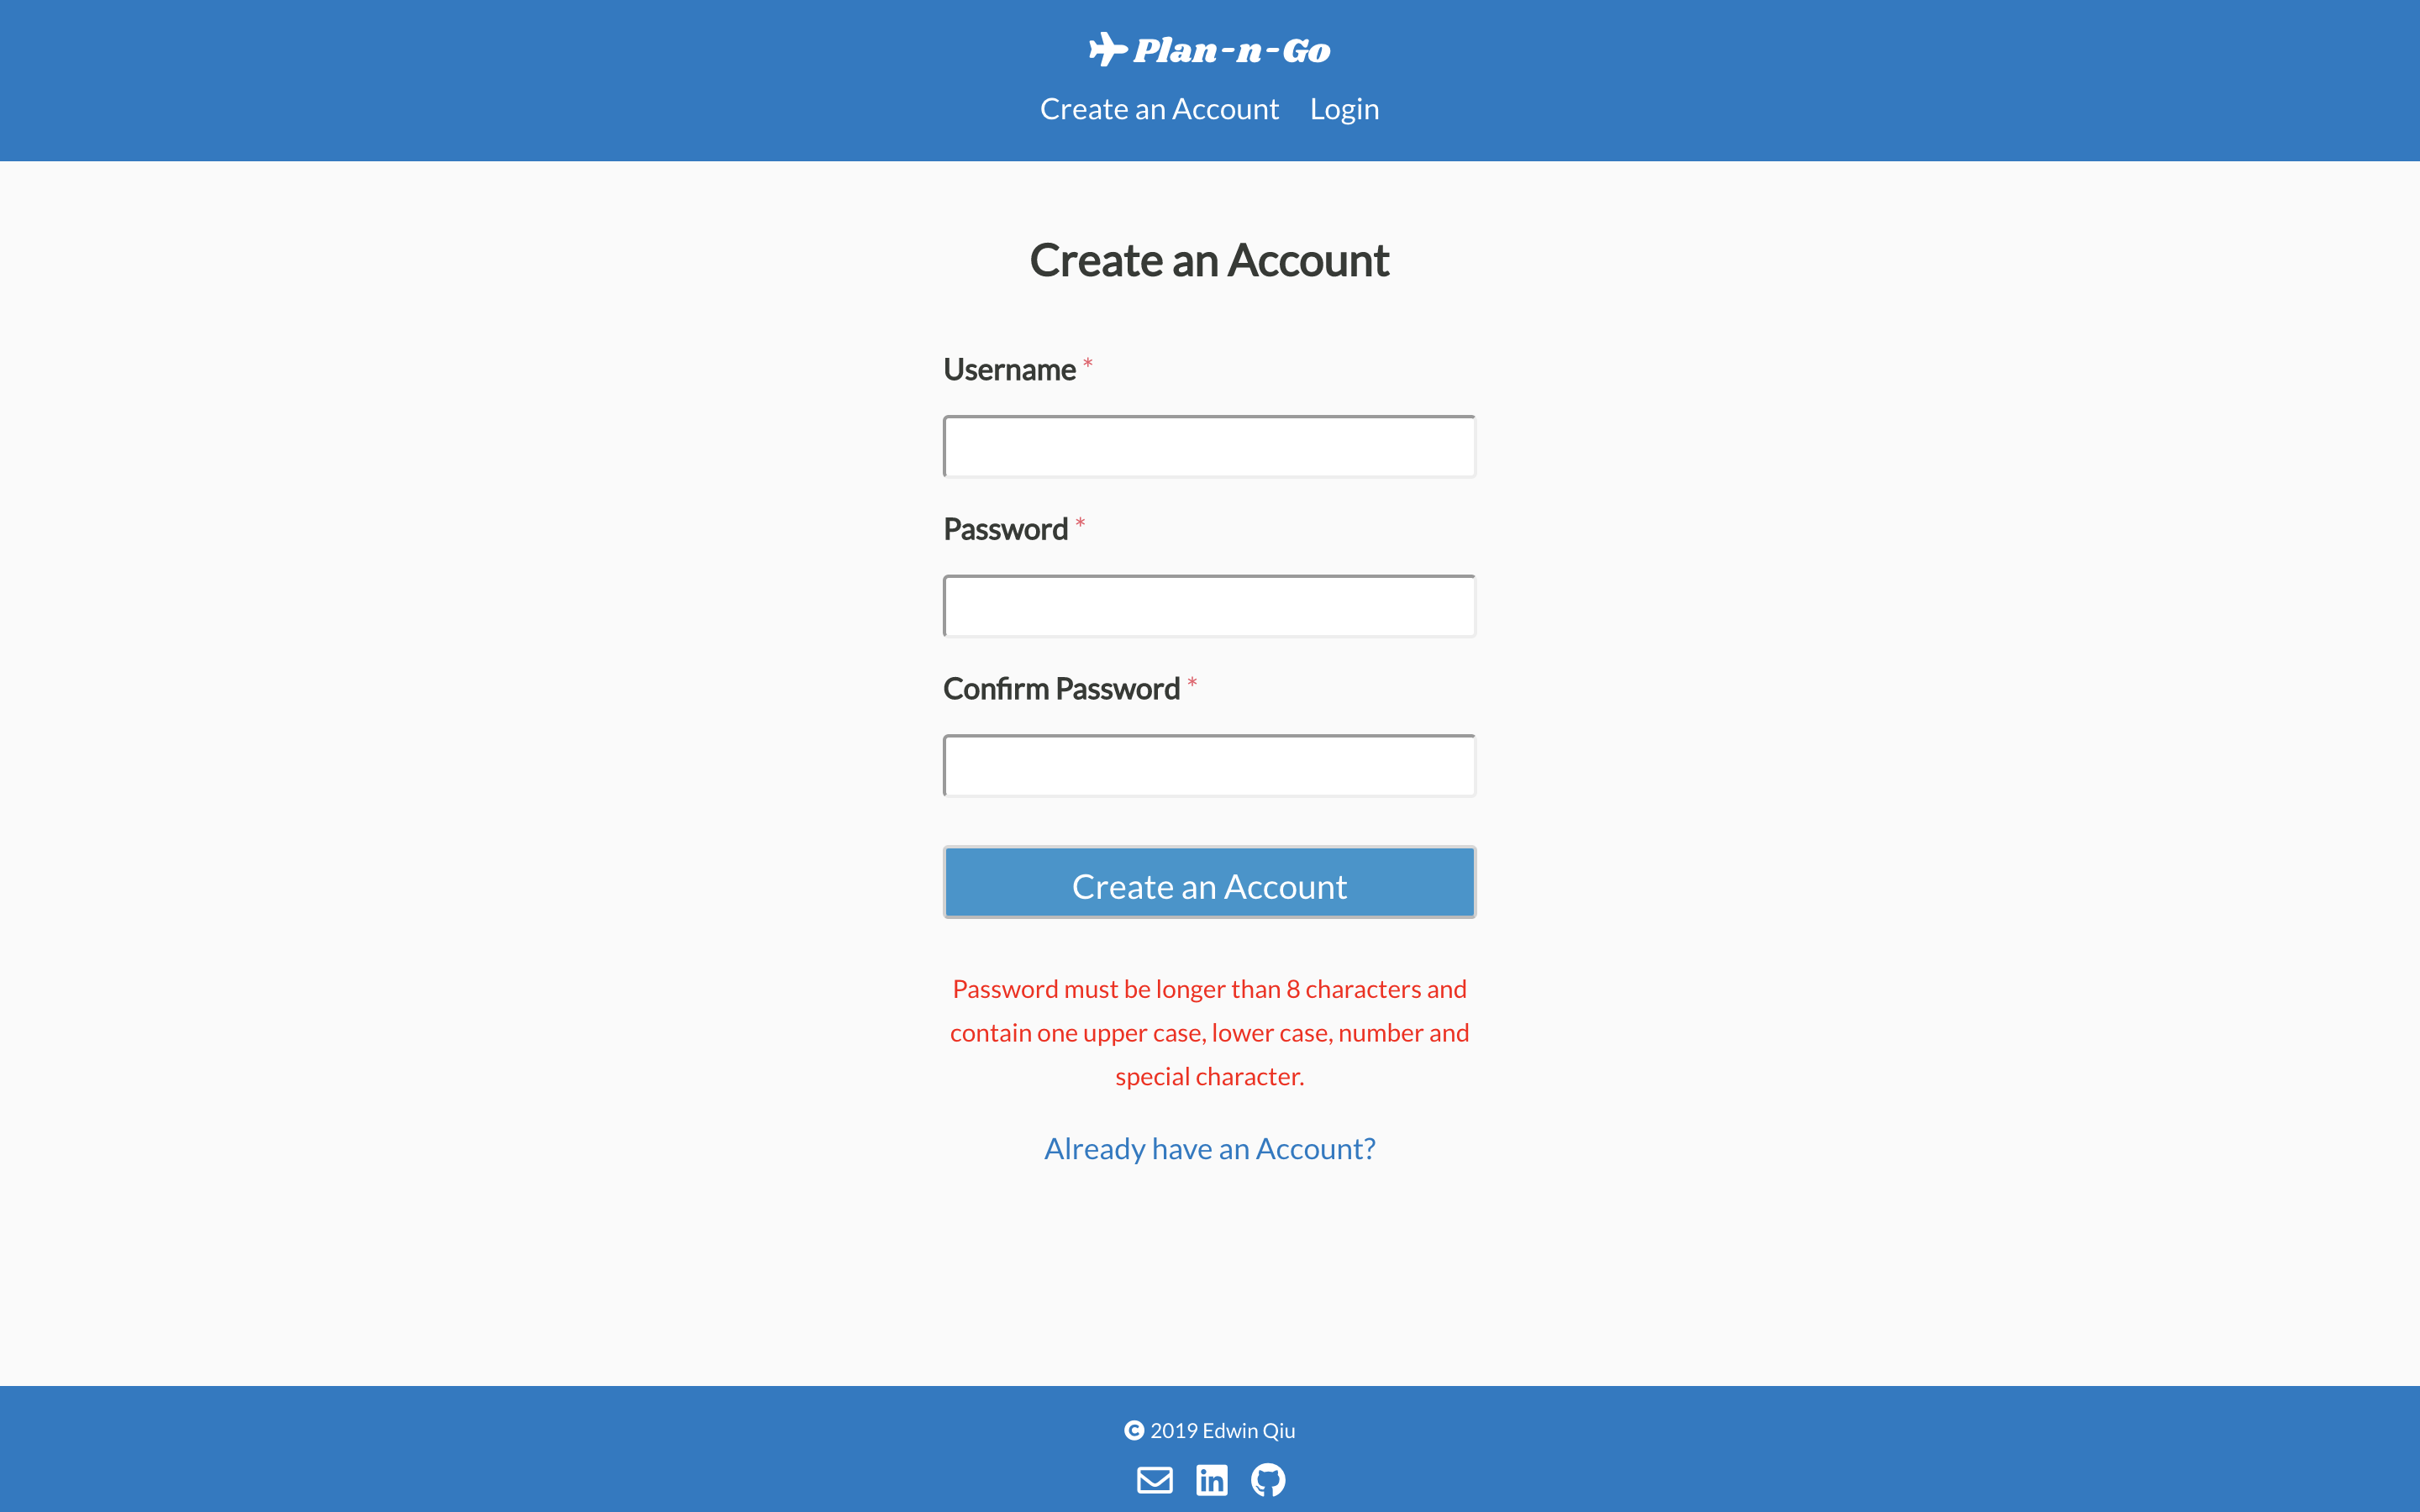 Plan-n-Go
Create an Account Login
Create an Account
Username *
Password *
Confirm Password *
Create an Account
Password must be longer than 8 characters and
contain one upper case, lower case, number and
special character.
Already have an Account?
© 2019 Edwin Qiu
in